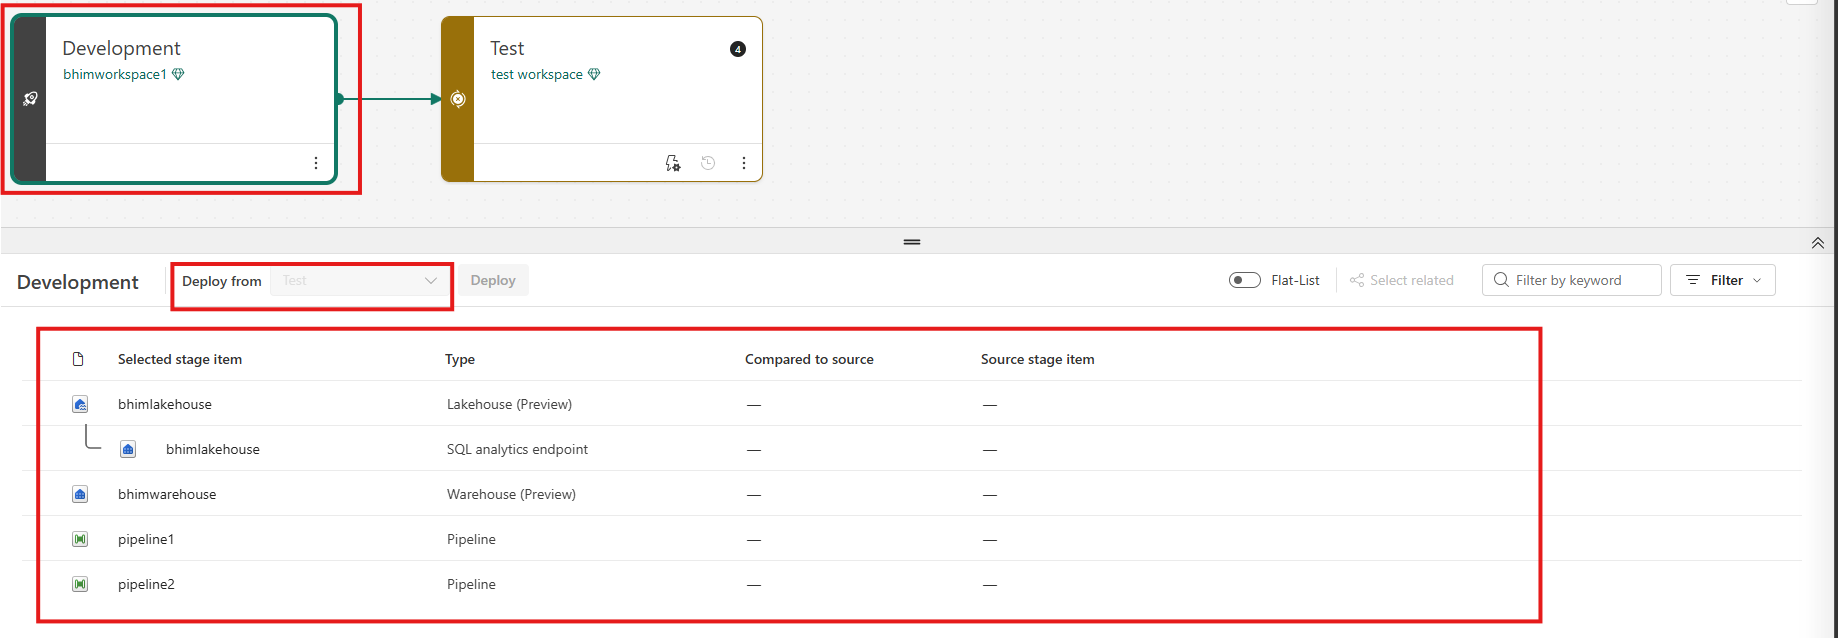 Development
bhimworkspace1
Test
4
test workspace
Development
Deploy from
Test
Deploy
Flat-List
Select related
Filter by keyword
Filter
Selected stage item Type Compared to source Source stage item
bhimlakehouse Lakehouse (Preview) — —
bhimlakehouse SQL analytics endpoint — —
bhimwarehouse Warehouse (Preview) — —
pipeline1 Pipeline — —
pipeline2 Pipeline — —